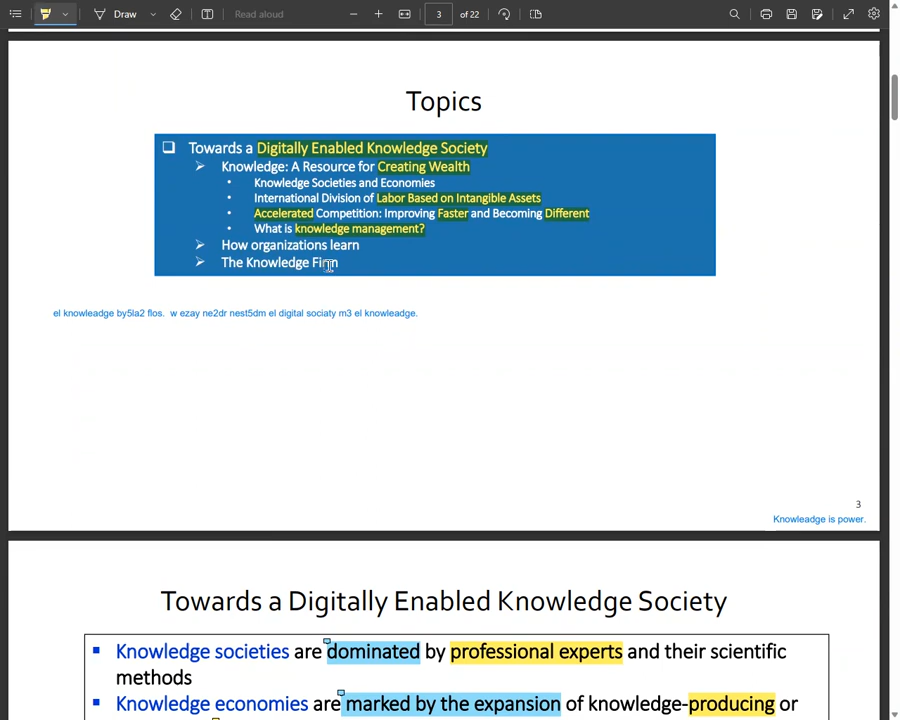 Draw
Read aloud
3 of 22
Topics
Towards a Digitally Enabled Knowledge Society
Knowledge: A Resource for Creating Wealth
Knowledge Societies and Economies
International Division of Labor Based on Intangible Assets
Accelerated Competition: Improving Faster and Becoming Different
What is knowledge management?
How organizations learn
The Knowledge Firm
el knowleadge by5la2 flos. w ezay ne2dr nest5dm el digital sociaty m3 el knowleadge.
3
Knowleadge is power.
Towards a Digitally Enabled Knowledge Society
Knowledge societies are dominated by professional experts and their scientific
methods
Knowledge economies are marked by the expansion of knowledge-producing or